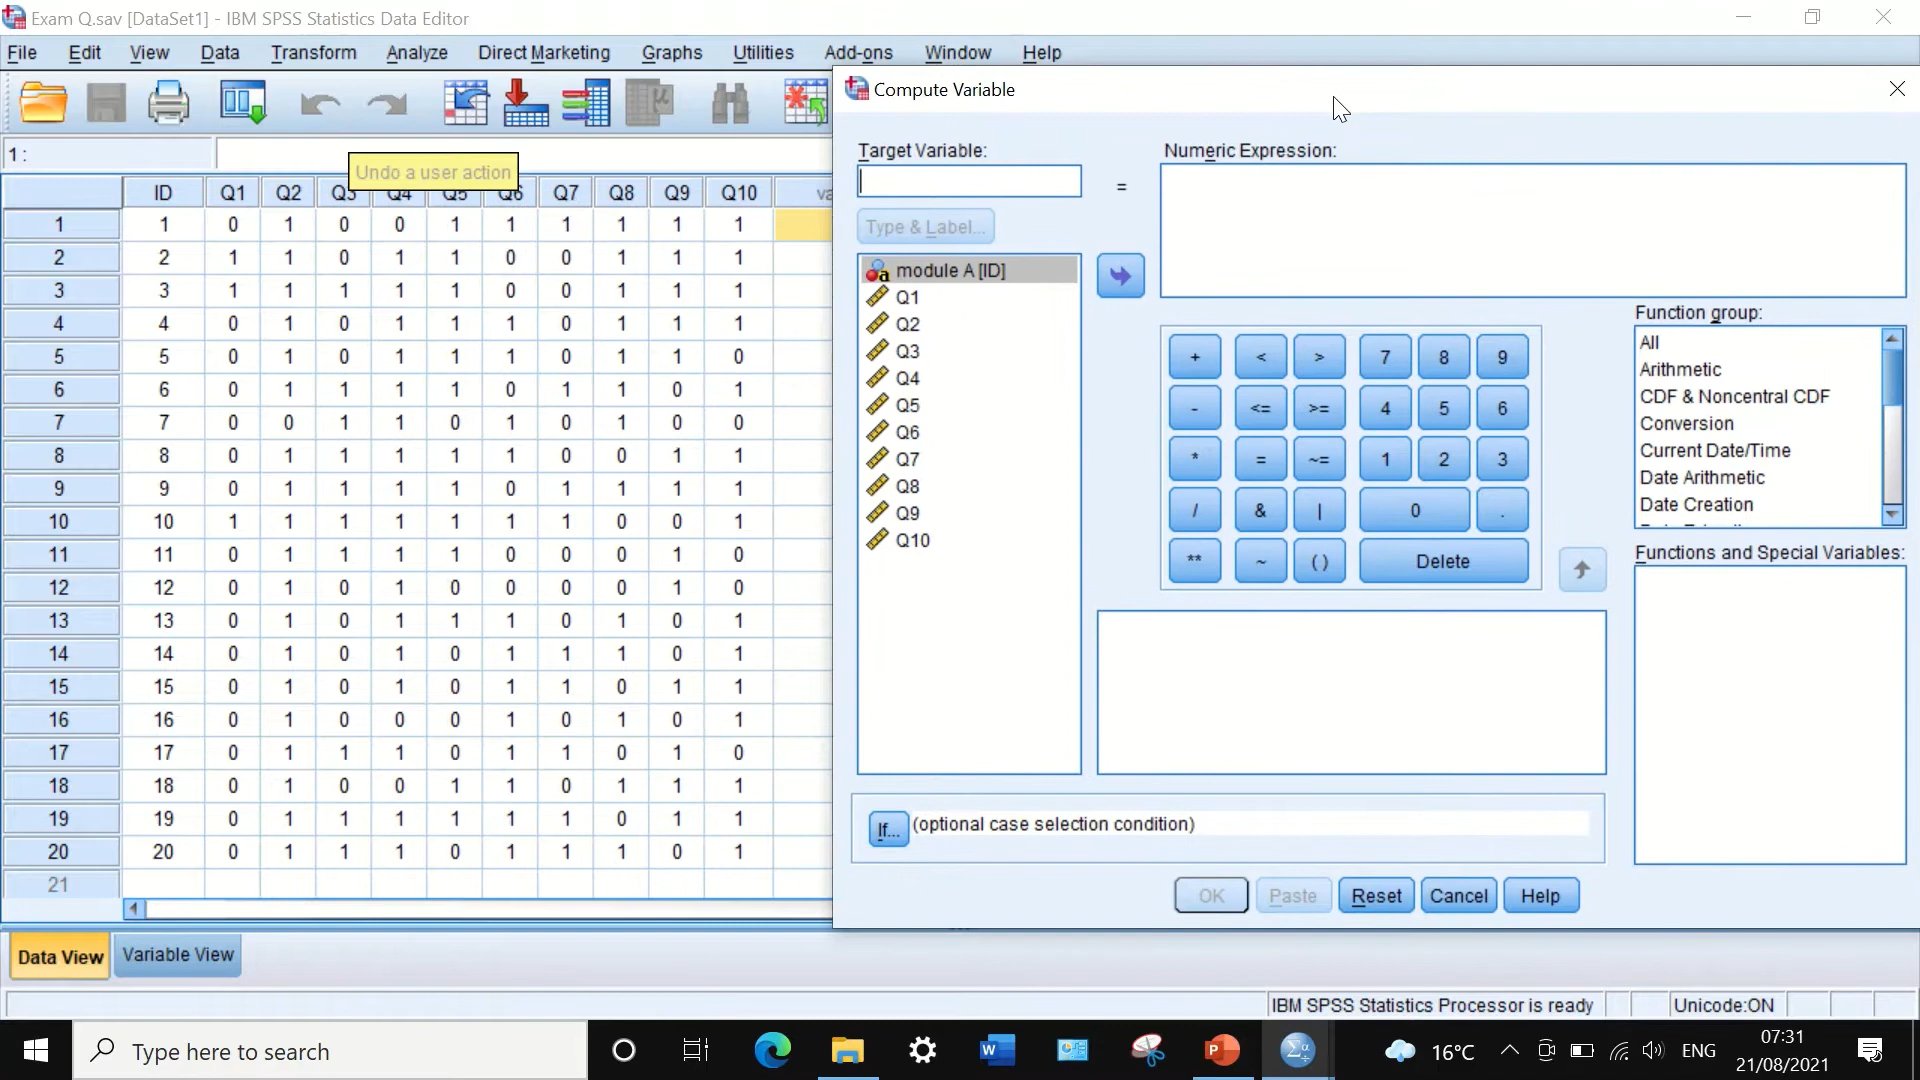 Exam Q.sav [DataSet1] - IBM SPSS Statistics Data Editor
File Edit View Data Transform Analyze Direct Marketing Graphs Utilities Add-ons Window Help
Compute Variable
1 :
Undo a user action
ID Q1 Q2 Q3 Q4 Q5 Q6 Q7 Q8 Q9 Q10 va
1 1 0 1 0 0 1 1 1 1 1 1
2 2 1 1 0 1 1 0 0 1 1 1
3 3 1 1 1 1 1 0 0 1 1 1
4 4 0 1 0 1 1 1 0 1 1 1
5 5 0 1 0 1 1 1 0 1 1 0
6 6 0 1 1 1 1 0 1 1 0 1
7 7 0 0 1 1 0 1 0 1 0 0
8 8 0 1 1 1 1 1 0 0 1 1
9 9 0 1 1 1 1 0 1 1 1 1
10 10 1 1 1 1 1 1 1 0 0 1
11 11 0 1 1 1 1 0 0 0 1 0
12 12 0 1 0 1 0 0 0 0 1 0
13 13 0 1 0 1 1 1 0 1 0 1
14 14 0 1 0 1 0 1 1 1 0 1
15 15 0 1 0 1 0 1 1 0 1 1
16 16 0 1 0 0 0 1 0 1 0 1
17 17 0 1 1 1 0 1 1 0 1 0
18 18 0 1 0 0 1 1 0 1 1 1
19 19 0 1 1 1 1 1 1 0 1 1
20 20 0 1 1 1 0 1 1 1 0 1
21
Target Variable:
=
Numeric Expression:
Type & Label...
module A [ID]
Q1
Q2
Q3
Q4
Q5
Q6
Q7
Q8
Q9
Q10
+ < > 7 8 9
- <= >= 4 5 6
* = ~= 1 2 3
/ & | 0 .
** ~ ( ) Delete
Function group:
All
Arithmetic
CDF & Noncentral CDF
Conversion
Current Date/Time
Date Arithmetic
Date Creation
Functions and Special Variables:
If... (optional case selection condition)
OK Paste Reset Cancel Help
Data View Variable View
IBM SPSS Statistics Processor is ready Unicode:ON
Type here to search
16°C ENG
07:31
21/08/2021